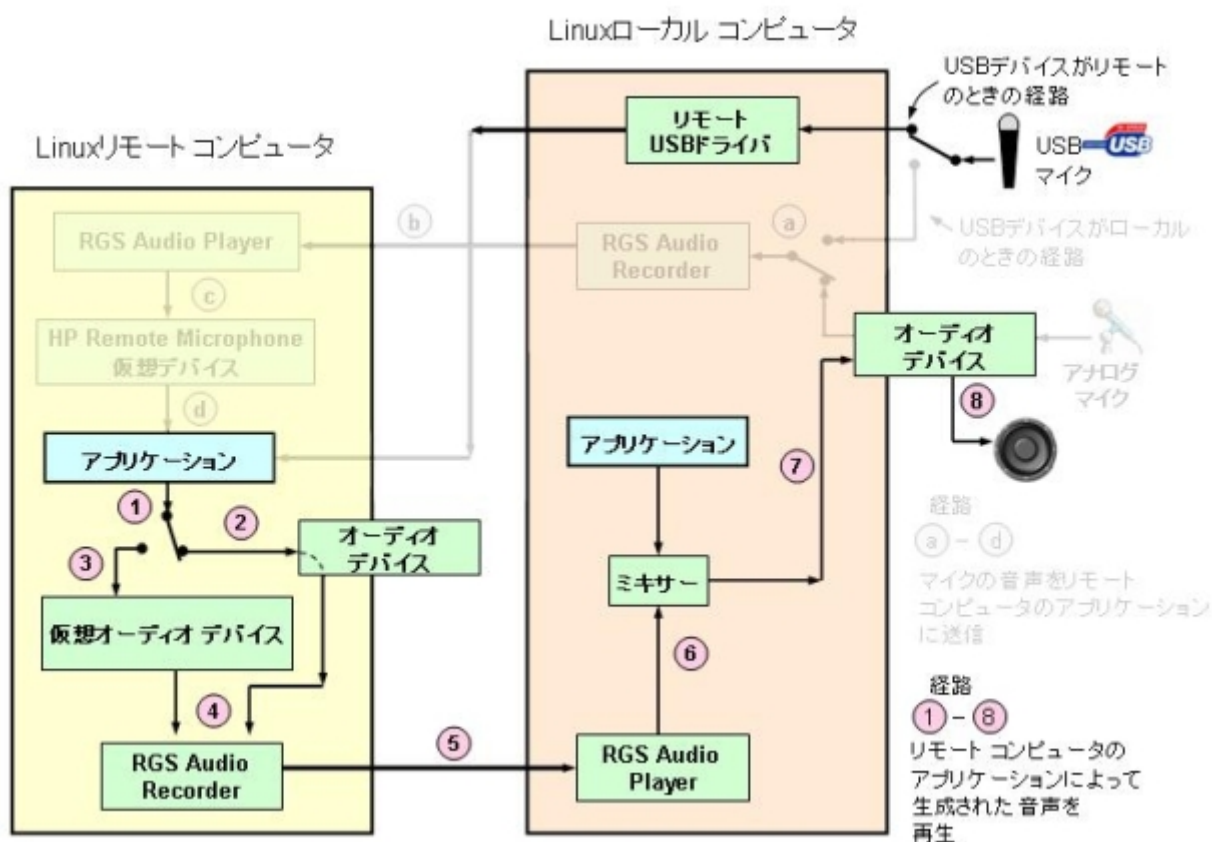 Linuxローカル コンピュータ
USBデバイスがリモート
のときの経路
リモート
USBドライバ
USB
マイク
USB
Linuxリモート コンピュータ
b
a
USBデバイスがローカル
のときの経路
RGS Audio Player
RGS Audio
Recorder
c
HP Remote Microphone
仮想デバイス
オーディオ
デバイス
アナログ
マイク
d
8
アプリケーション
アプリケーション
7
1
2
3
オーディオ
デバイス
経路
a – d
マイクの音声をリモート
コンピュータのアプリケーション
に送信
ミキサー
仮想オーディオ デバイス
6
4
経路
1 – 8
リモート コンピュータの
アプリケーションによって
生成された 音声を
再生
5
RGS Audio
Recorder
RGS Audio
Player